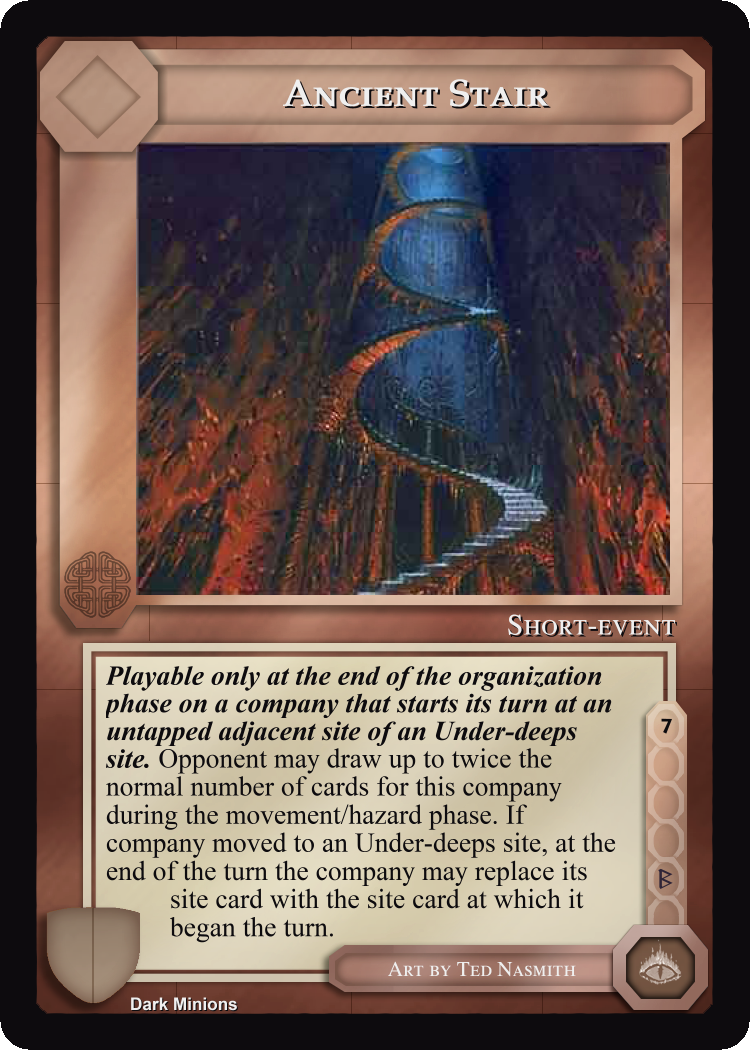 Ancient Stair
Short-event
Playable only at the end of the organization
phase on a company that starts its turn at an
untapped adjacent site of an Under-deeps
site. Opponent may draw up to twice the
normal number of cards for this company
during the movement/hazard phase. If
company moved to an Under-deeps site, at the
end of the turn the company may replace its
site card with the site card at which it
began the turn.
7
ᛒ
Art by Ted Nasmith
Dark Minions